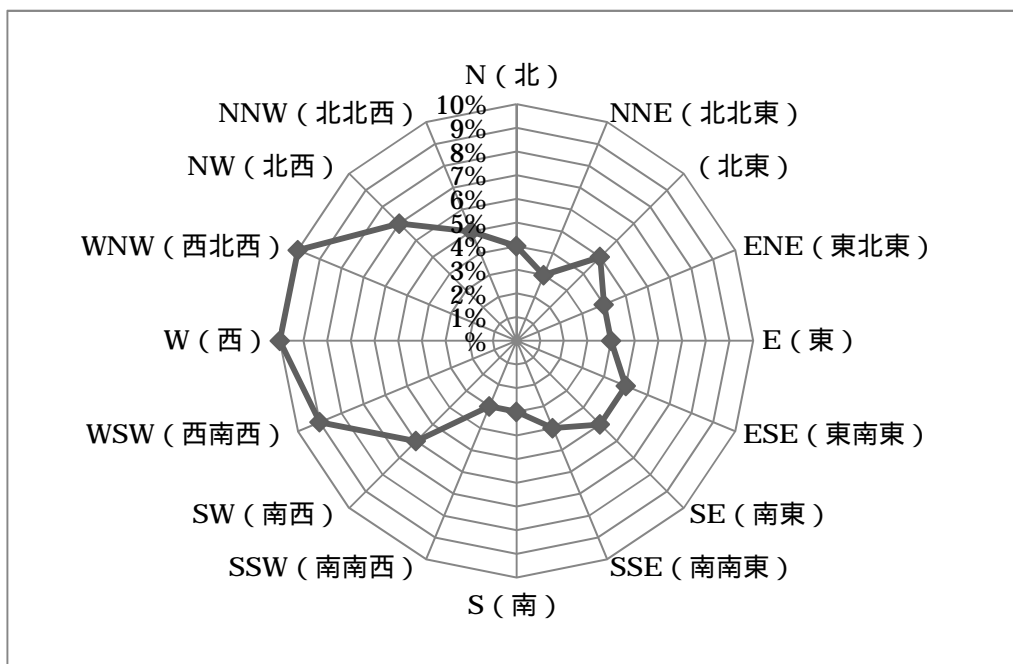 N（北）
NNW（北北西）
10%
NNE（北北東）
9%
NW（北西）
8%
（北東）
7%
6%
5%
WNW（西北西）
4%
ENE（東北東）
3%
2%
1%
W（西）
%
E（東）
WSW（西南西）
ESE（東南東）
SW（南西）
SE（南東）
SSW（南南西）
SSE（南南東）
S（南）